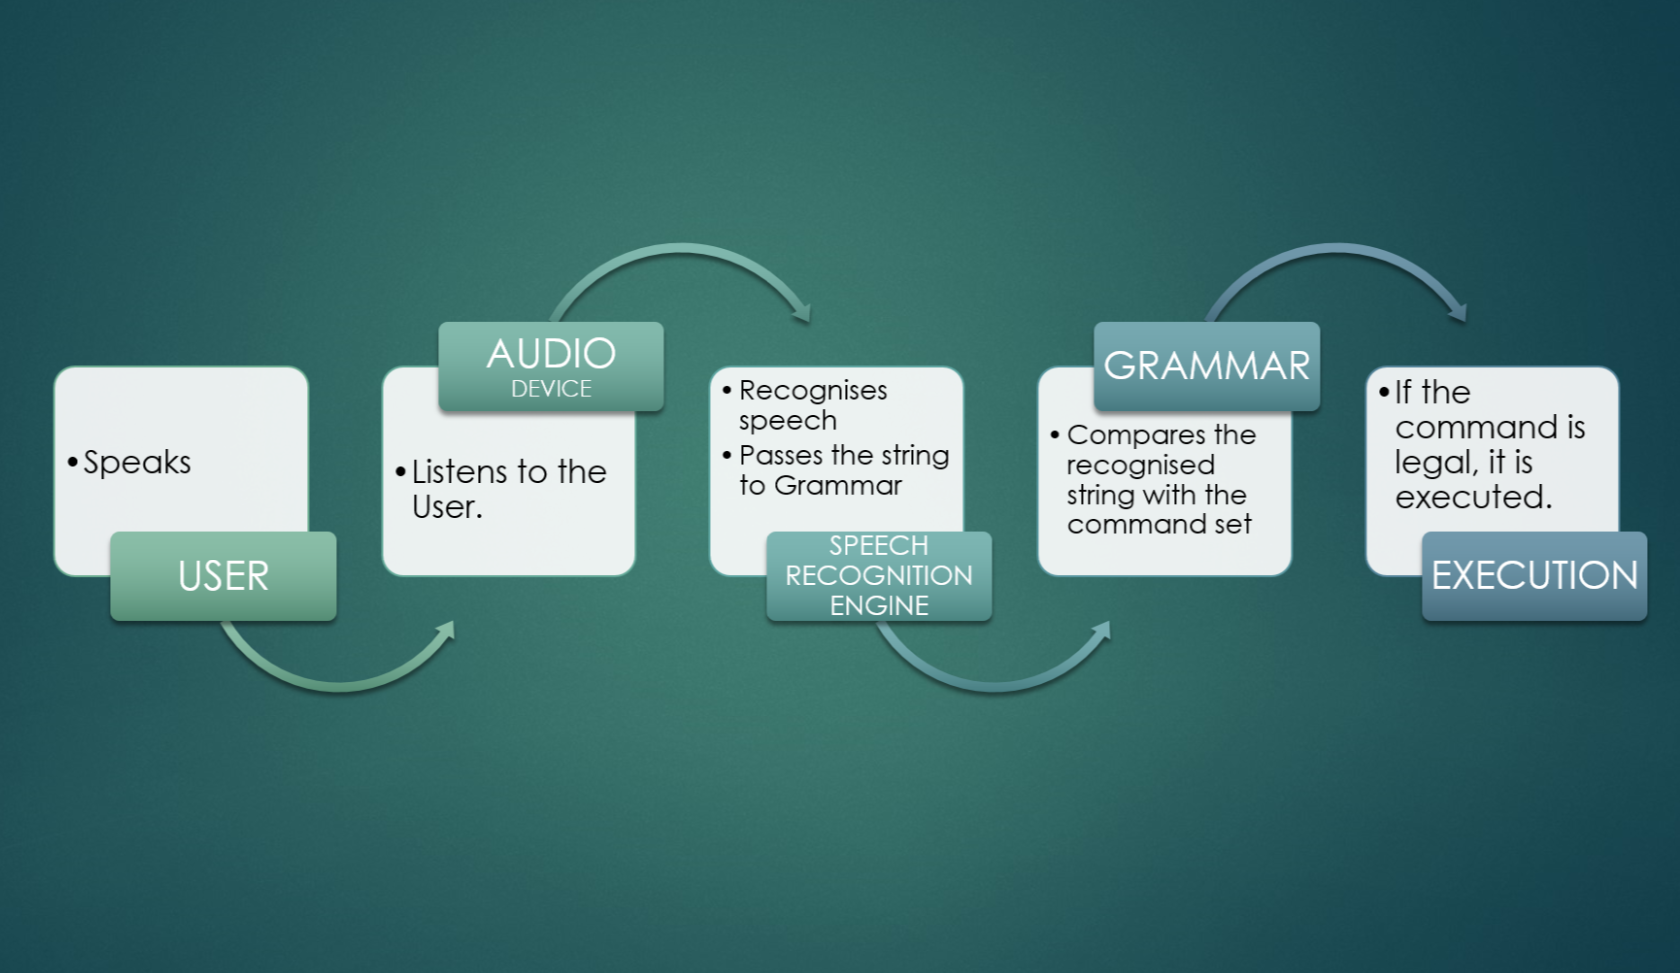 • Speaks
USER
AUDIO
DEVICE
• Listens to the
User.
• Recognises
speech
• Passes the string
to Grammar
SPEECH
RECOGNITION
ENGINE
GRAMMAR
• Compares the
recognised
string with the
command set
• If the
command is
legal, it is
executed.
EXECUTION